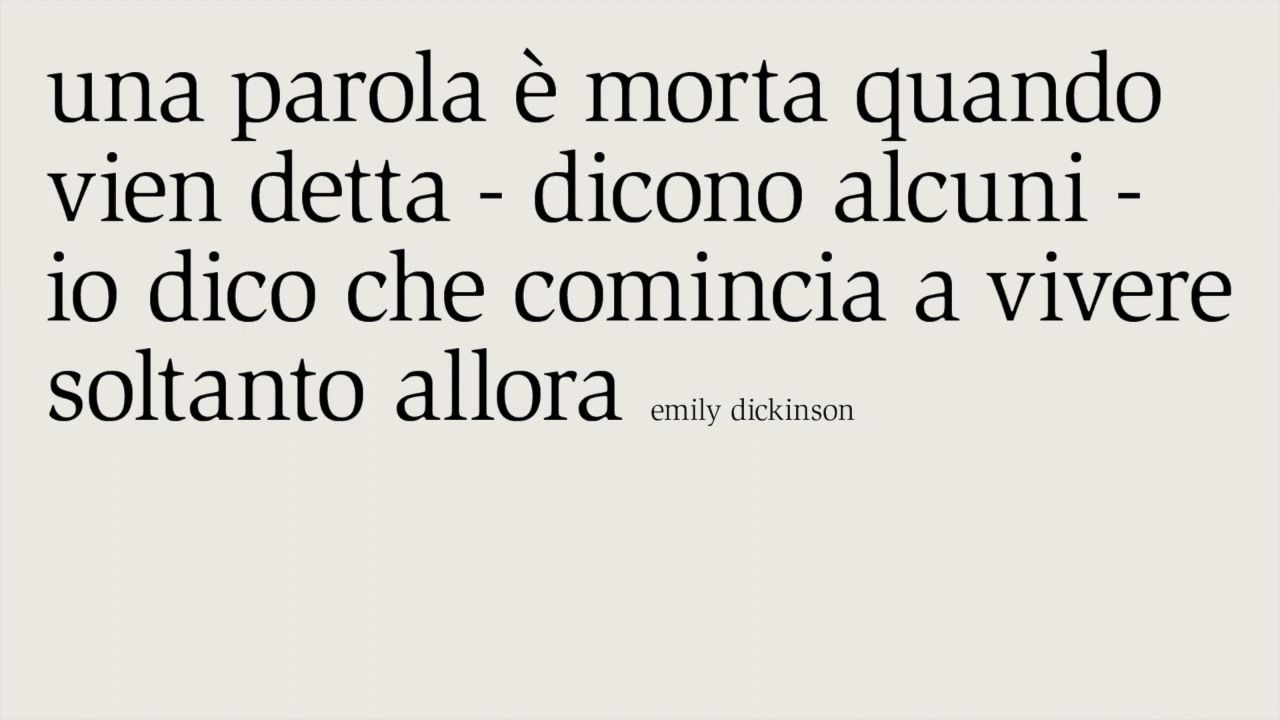 una parola è morta quando
vien detta - dicono alcuni -
io dico che comincia a vivere
soltanto allora emily dickinson